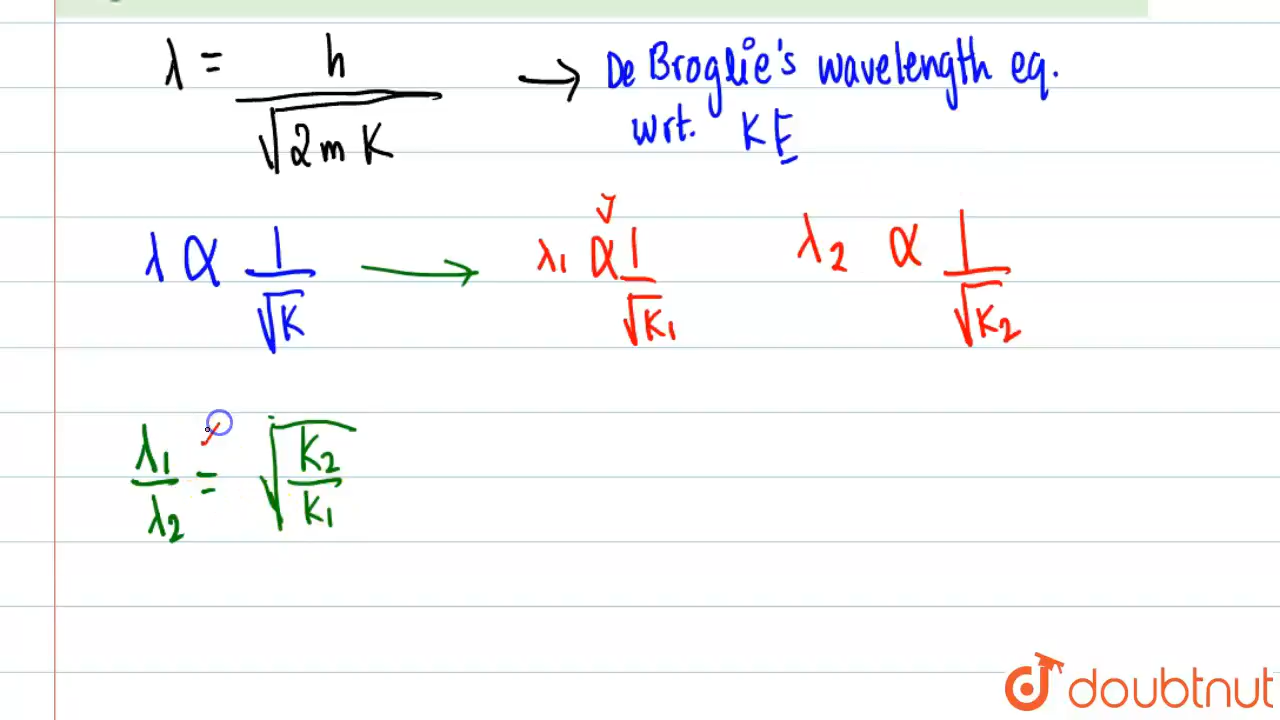 λ = h / √2mK → De Broglie's wavelength eq.
wrt. KE
λ ∝ 1/√K → λ1 ∝ 1/√K1 λ2 ∝ 1/√K2
λ1/λ2 = √K2/K1
doubtnut